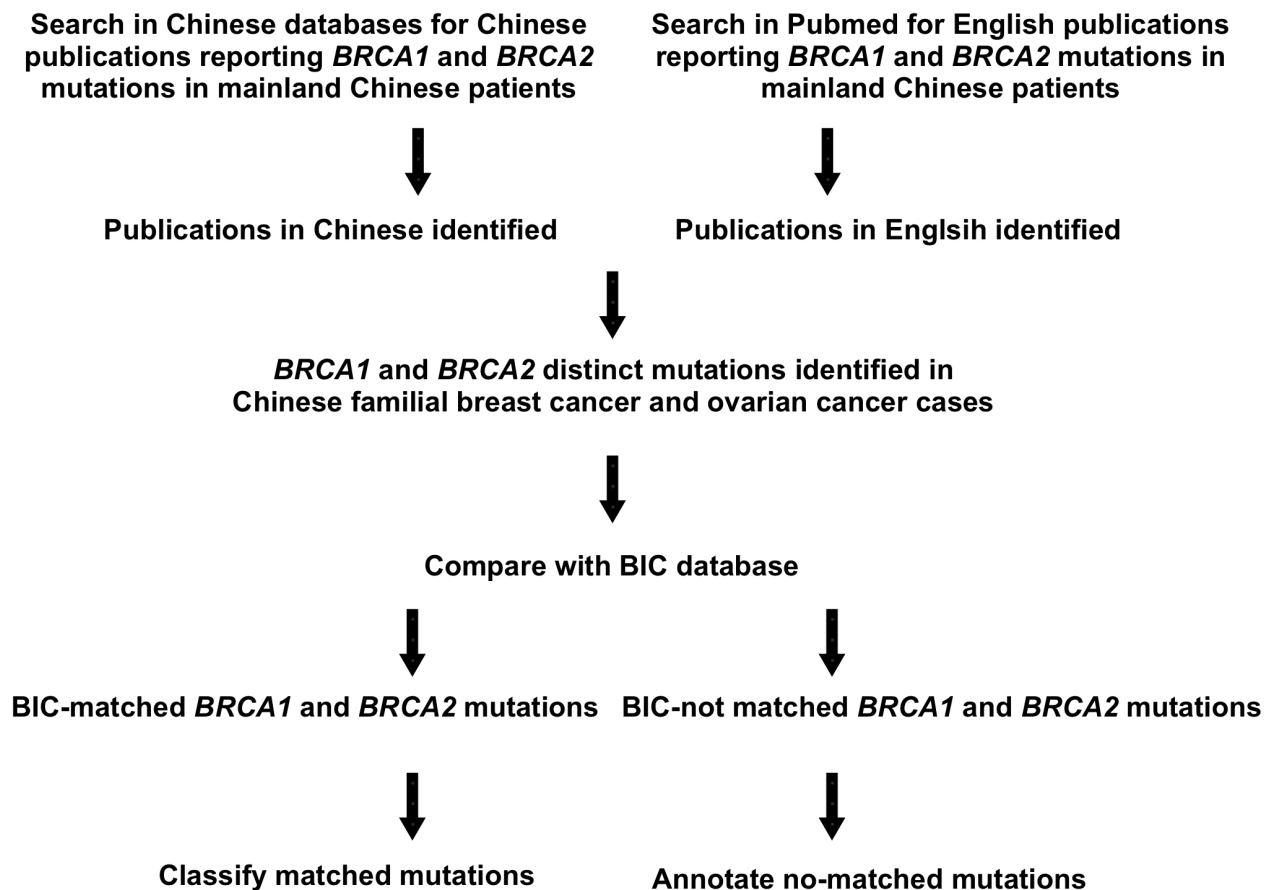 Search in Chinese databases for Chinese
publications reporting BRCA1 and BRCA2
mutations in mainland Chinese patients
Search in Pubmed for English publications
reporting BRCA1 and BRCA2 mutations in
mainland Chinese patients
Publications in Chinese identified
Publications in Englsih identified
BRCA1 and BRCA2 distinct mutations identified in
Chinese familial breast cancer and ovarian cancer cases
Compare with BIC database
BIC-matched BRCA1 and BRCA2 mutations
BIC-not matched BRCA1 and BRCA2 mutations
Classify matched mutations
Annotate no-matched mutations